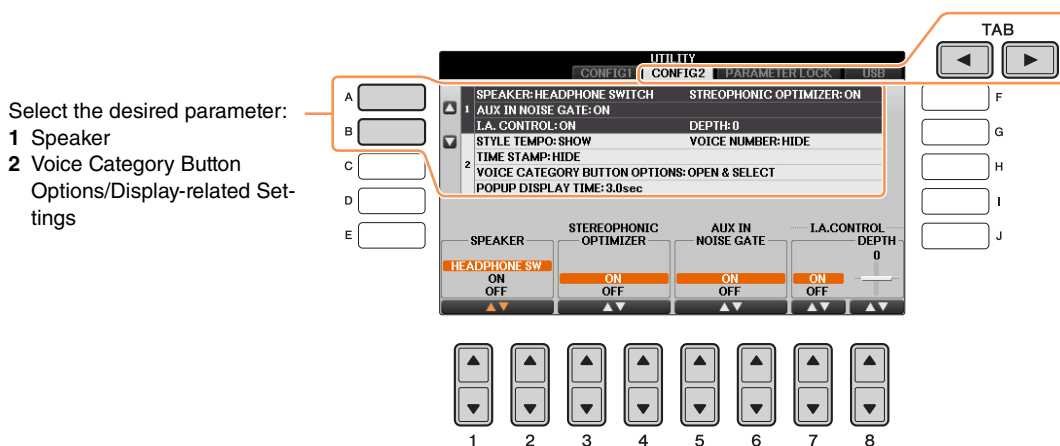 TAB
UTILITY
CONFIG1 CONFIG2 PARAMETER LOCK USB
Select the desired parameter:
1 Speaker
2 Voice Category Button
Options/Display-related Set-
tings
A
B
C
D
E
1 SPEAKER: HEADPHONE SWITCH STREOPHONIC OPTIMIZER: ON
AUX IN NOISE GATE: ON
I.A. CONTROL: ON DEPTH: 0
2 STYLE TEMPO: SHOW VOICE NUMBER: HIDE
TIME STAMP: HIDE
VOICE CATEGORY BUTTON OPTIONS: OPEN & SELECT
POPUP DISPLAY TIME: 3.0sec
F
G
H
I
J
SPEAKER
HEADPHONE SW
ON
OFF
STEREOPHONIC
OPTIMIZER
ON
OFF
AUX IN
NOISE GATE
ON
OFF
I.A.CONTROL
DEPTH
0
ON
OFF
1 2 3 4 5 6 7 8